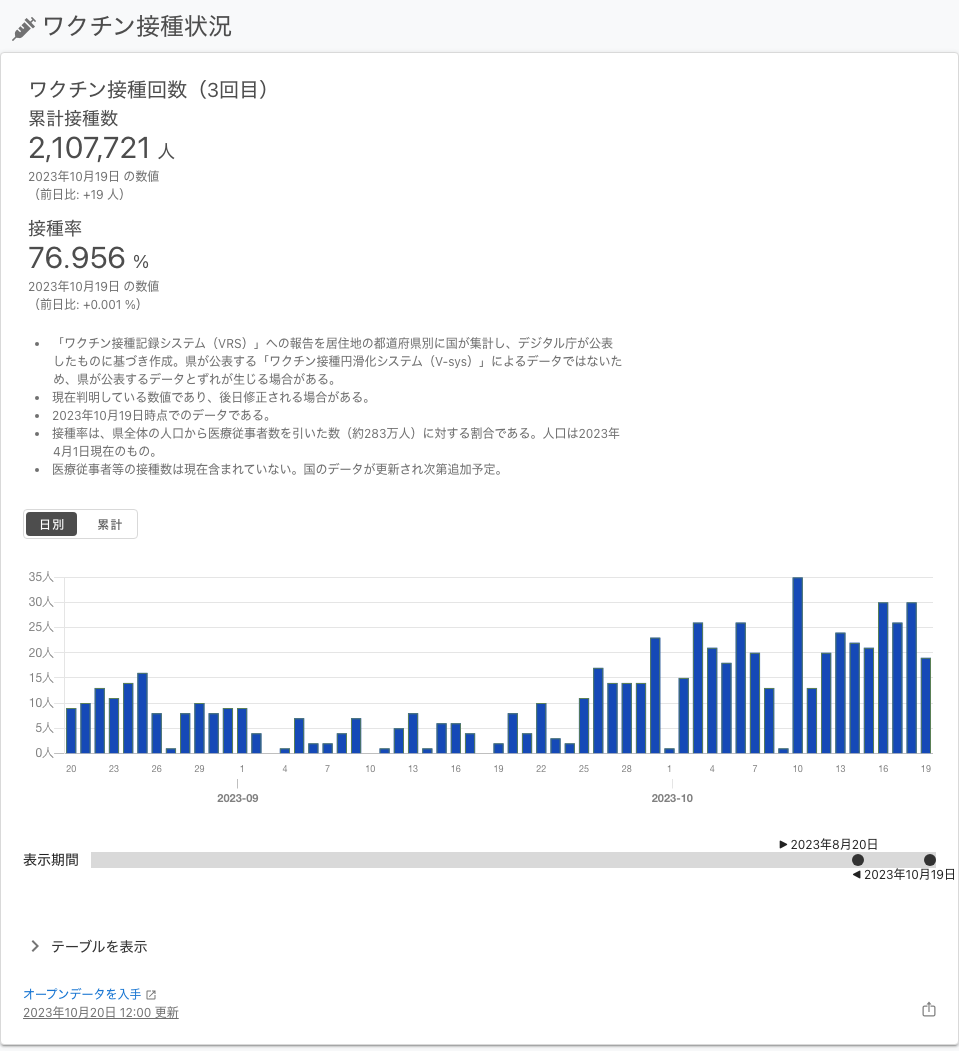 ワクチン接種状況
ワクチン接種回数（3回目）
累計接種数
2,107,721 人
2023年10月19日 の数値
（前日比: +19 人）
接種率
76.956 %
2023年10月19日 の数値
（前日比: +0.001 %）
• 「ワクチン接種記録システム（VRS）」への報告を居住地の都道府県別に国が集計し、デジタル庁が公表
したものに基づき作成。県が公表する「ワクチン接種円滑化システム（V-sys）」によるデータではないた
め、県が公表するデータとずれが生じる場合がある。
• 現在判明している数値であり、後日修正される場合がある。
• 2023年10月19日時点でのデータである。
• 接種率は、県全体の人口から医療従事者数を引いた数（約283万人）に対する割合である。人口は2023年
4月1日現在のもの。
• 医療従事者等の接種数は現在含まれていない。国のデータが更新され次第追加予定。
日別 累計
35人
30人
25人
20人
15人
10人
5人
0人
20 23 26 29 1 4 7 10 13 16 19 22 25 28 1 4 7 10 13 16 19
2023-09 2023-10
▶ 2023年8月20日
表示期間
◀ 2023年10月19日
テーブルを表示
オープンデータを入手
2023年10月20日 12:00 更新